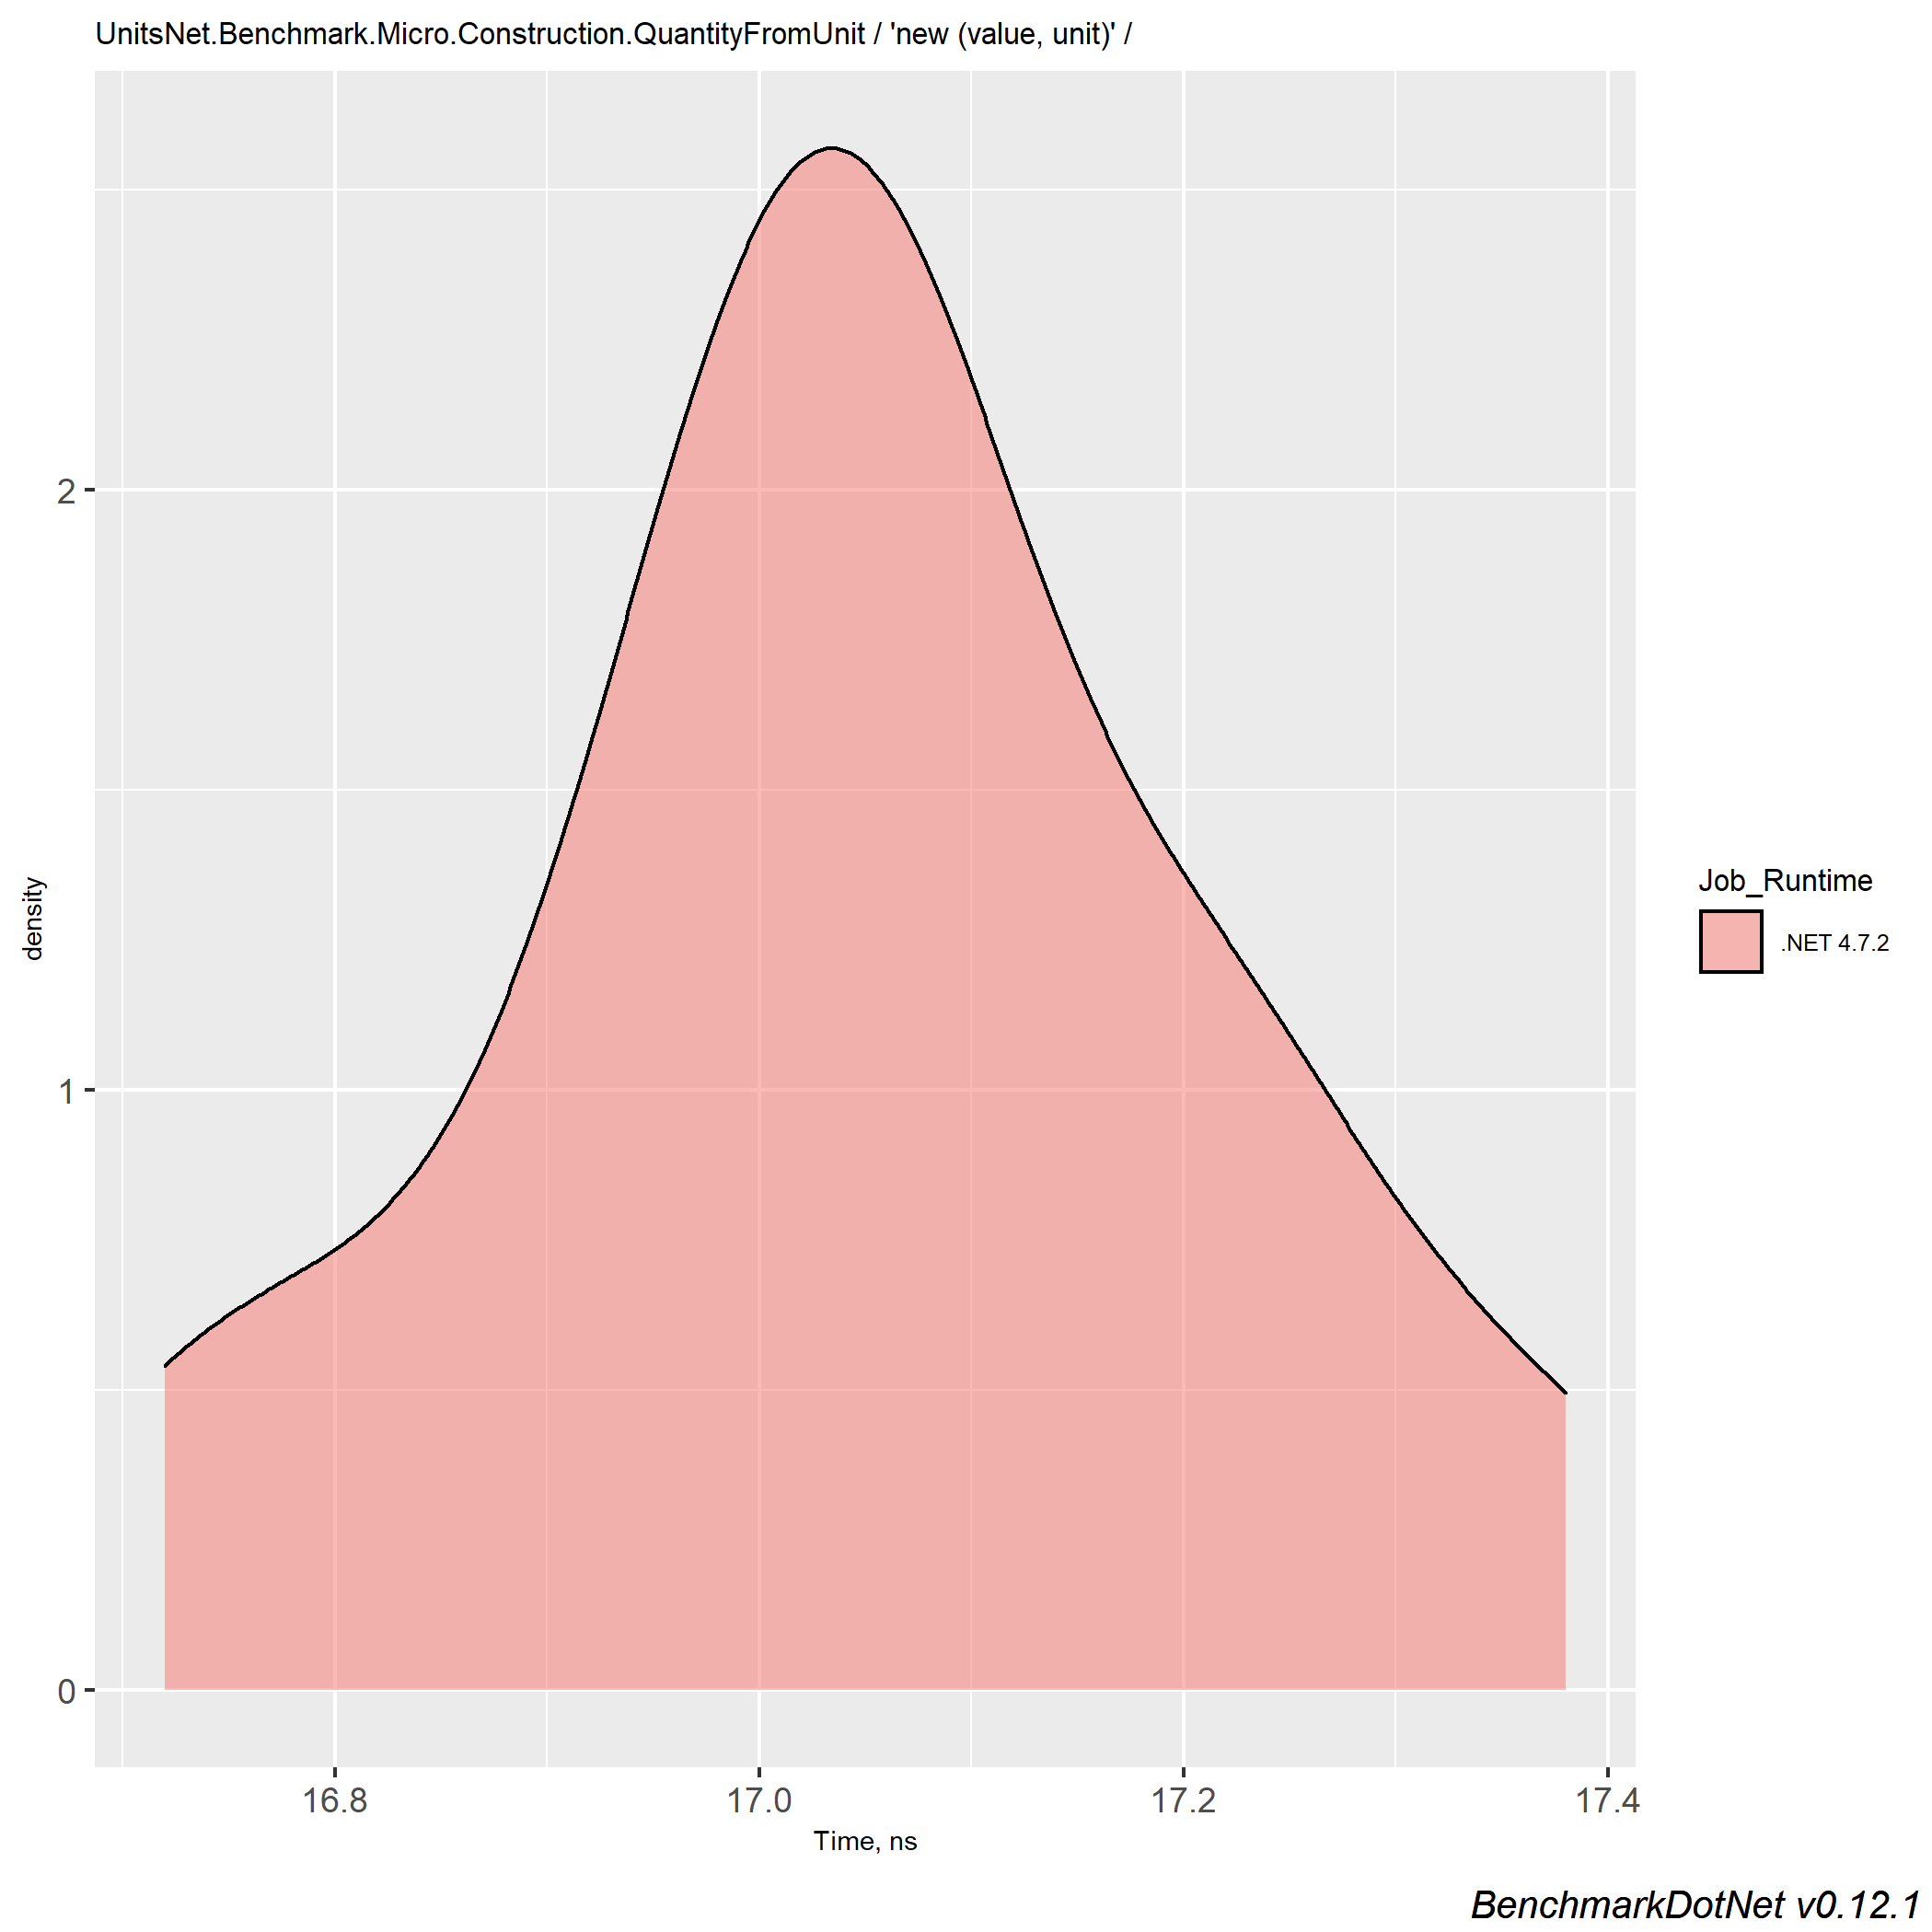 UnitsNet.Benchmark.Micro.Construction.QuantityFromUnit / 'new (value, unit)' /
density
2
1
0
16.8 17.0 17.2 17.4
Time, ns
Job_Runtime
.NET 4.7.2
BenchmarkDotNet v0.12.1